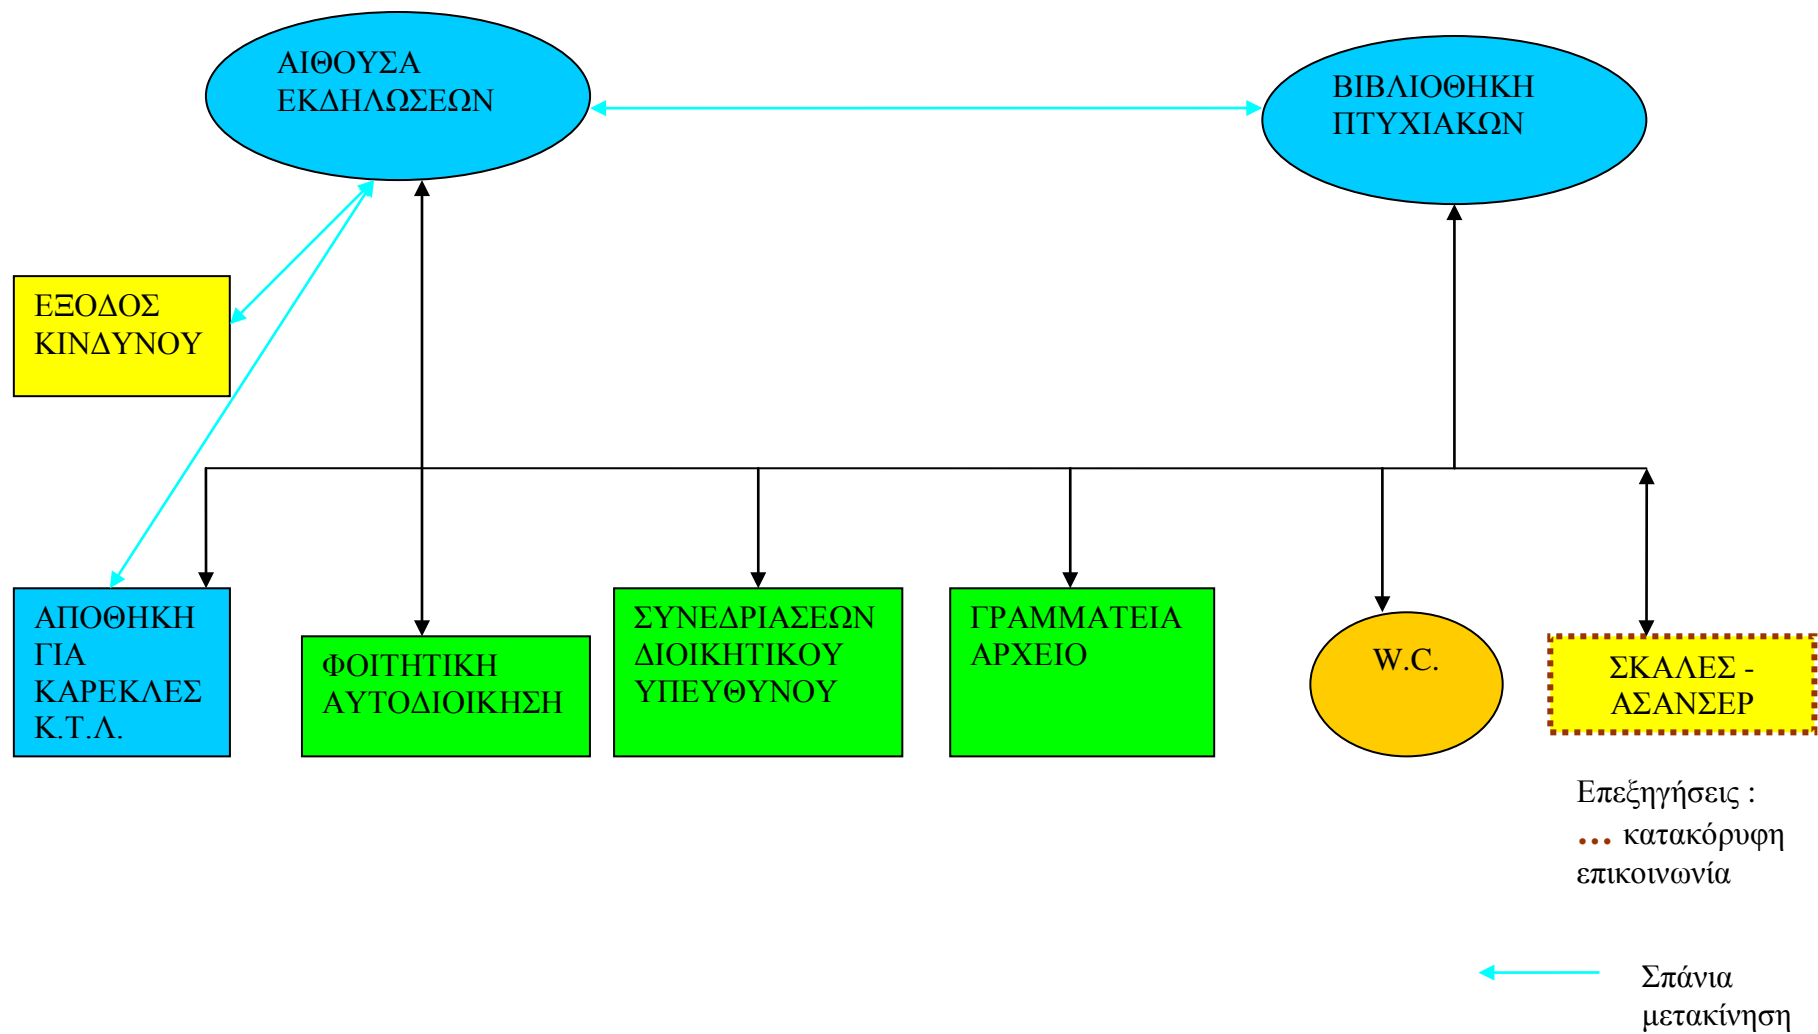 ΑΙΘΟΥΣΑ
ΕΚΔΗΛΩΣΕΩΝ
ΒΙΒΛΙΟΘΗΚΗ
ΠΤΥΧΙΑΚΩΝ
ΕΞΟΔΟΣ
ΚΙΝΔΥΝΟΥ
ΑΠΟΘΗΚΗ
ΓΙΑ
ΚΑΡΕΚΛΕΣ
Κ.Τ.Λ.
ΦΟΙΤΗΤΙΚΗ
ΑΥΤΟΔΙΟΙΚΗΣΗ
ΣΥΝΕΔΡΙΑΣΕΩΝ
ΔΙΟΙΚΗΤΙΚΟΥ
ΥΠΕΥΘΥΝΟΥ
ΓΡΑΜΜΑΤΕΙΑ
ΑΡΧΕΙΟ
W.C.
ΣΚΑΛΕΣ -
ΑΣΑΝΣΕΡ
Επεξηγήσεις :
… κατακόρυφη
επικοινωνία
Σπάνια
μετακίνηση